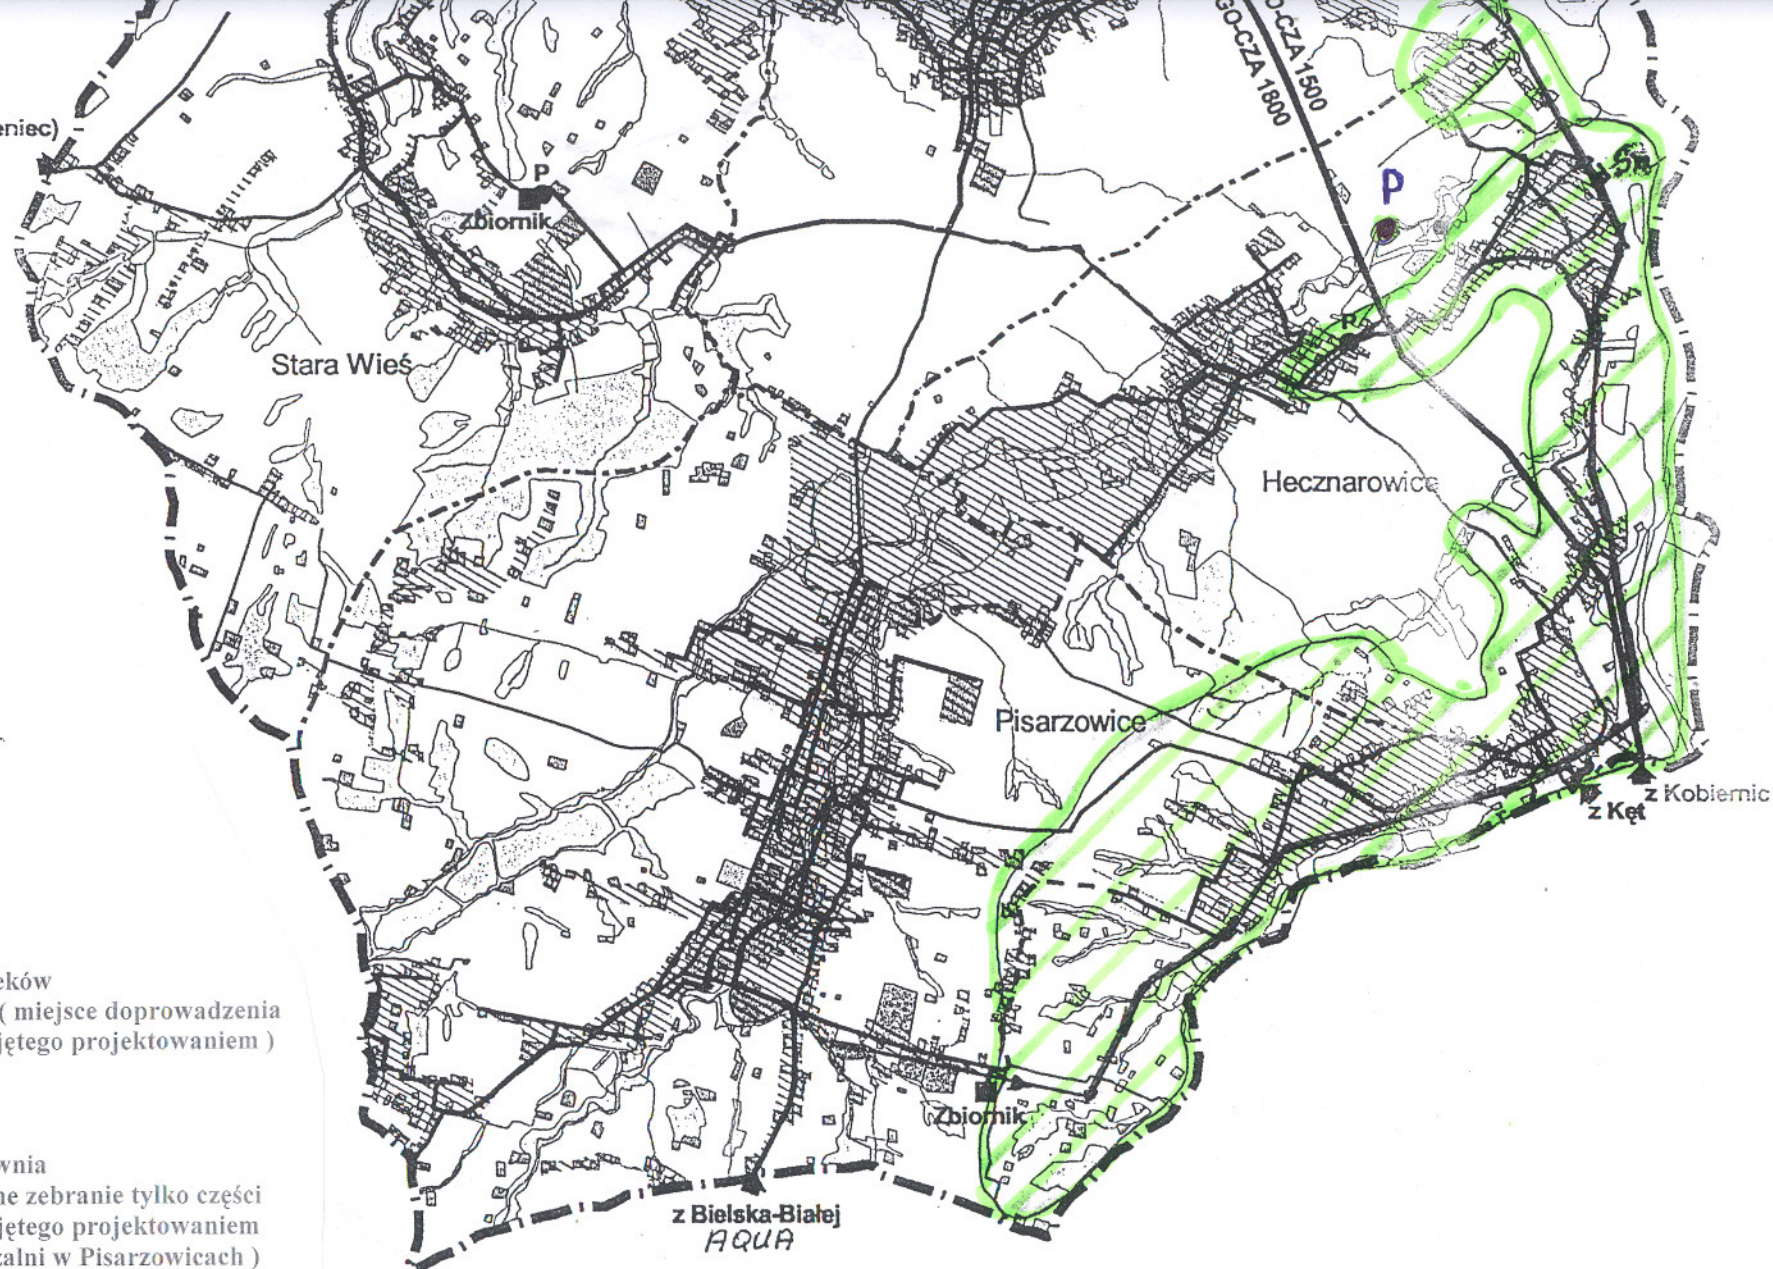 GO-CZA 1800
O-CZA 1500
eniec)
P
Zbiornik
P
Sn
Stara Wieś
P
Hecznarowice
Pisarzowice
z Kobiernic
z Kęt
eków
( miejsce doprowadzenia
jętego projektowaniem )
Zbiornik
wnia
ne zebranie tylko części
jętego projektowaniem
zalni w Pisarzowicach )
z Bielska-Białej
AQUA